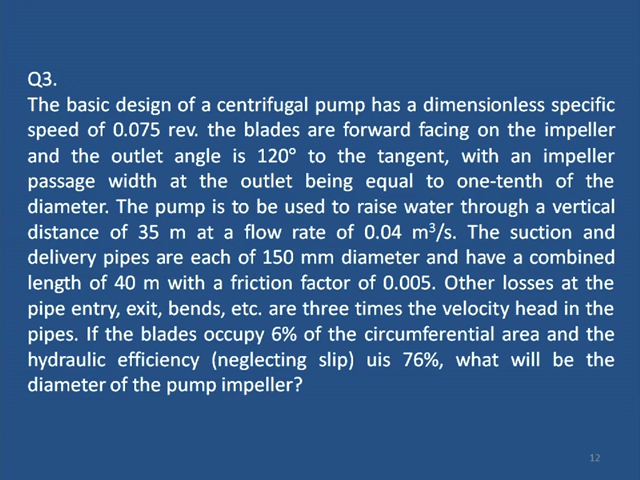 Q3.
The basic design of a centrifugal pump has a dimensionless specific
speed of 0.075 rev. the blades are forward facing on the impeller
and the outlet angle is 120° to the tangent, with an impeller
passage width at the outlet being equal to one-tenth of the
diameter. The pump is to be used to raise water through a vertical
distance of 35 m at a flow rate of 0.04 m³/s. The suction and
delivery pipes are each of 150 mm diameter and have a combined
length of 40 m with a friction factor of 0.005. Other losses at the
pipe entry, exit, bends, etc. are three times the velocity head in the
pipes. If the blades occupy 6% of the circumferential area and the
hydraulic efficiency (neglecting slip) uis 76%, what will be the
diameter of the pump impeller?
12